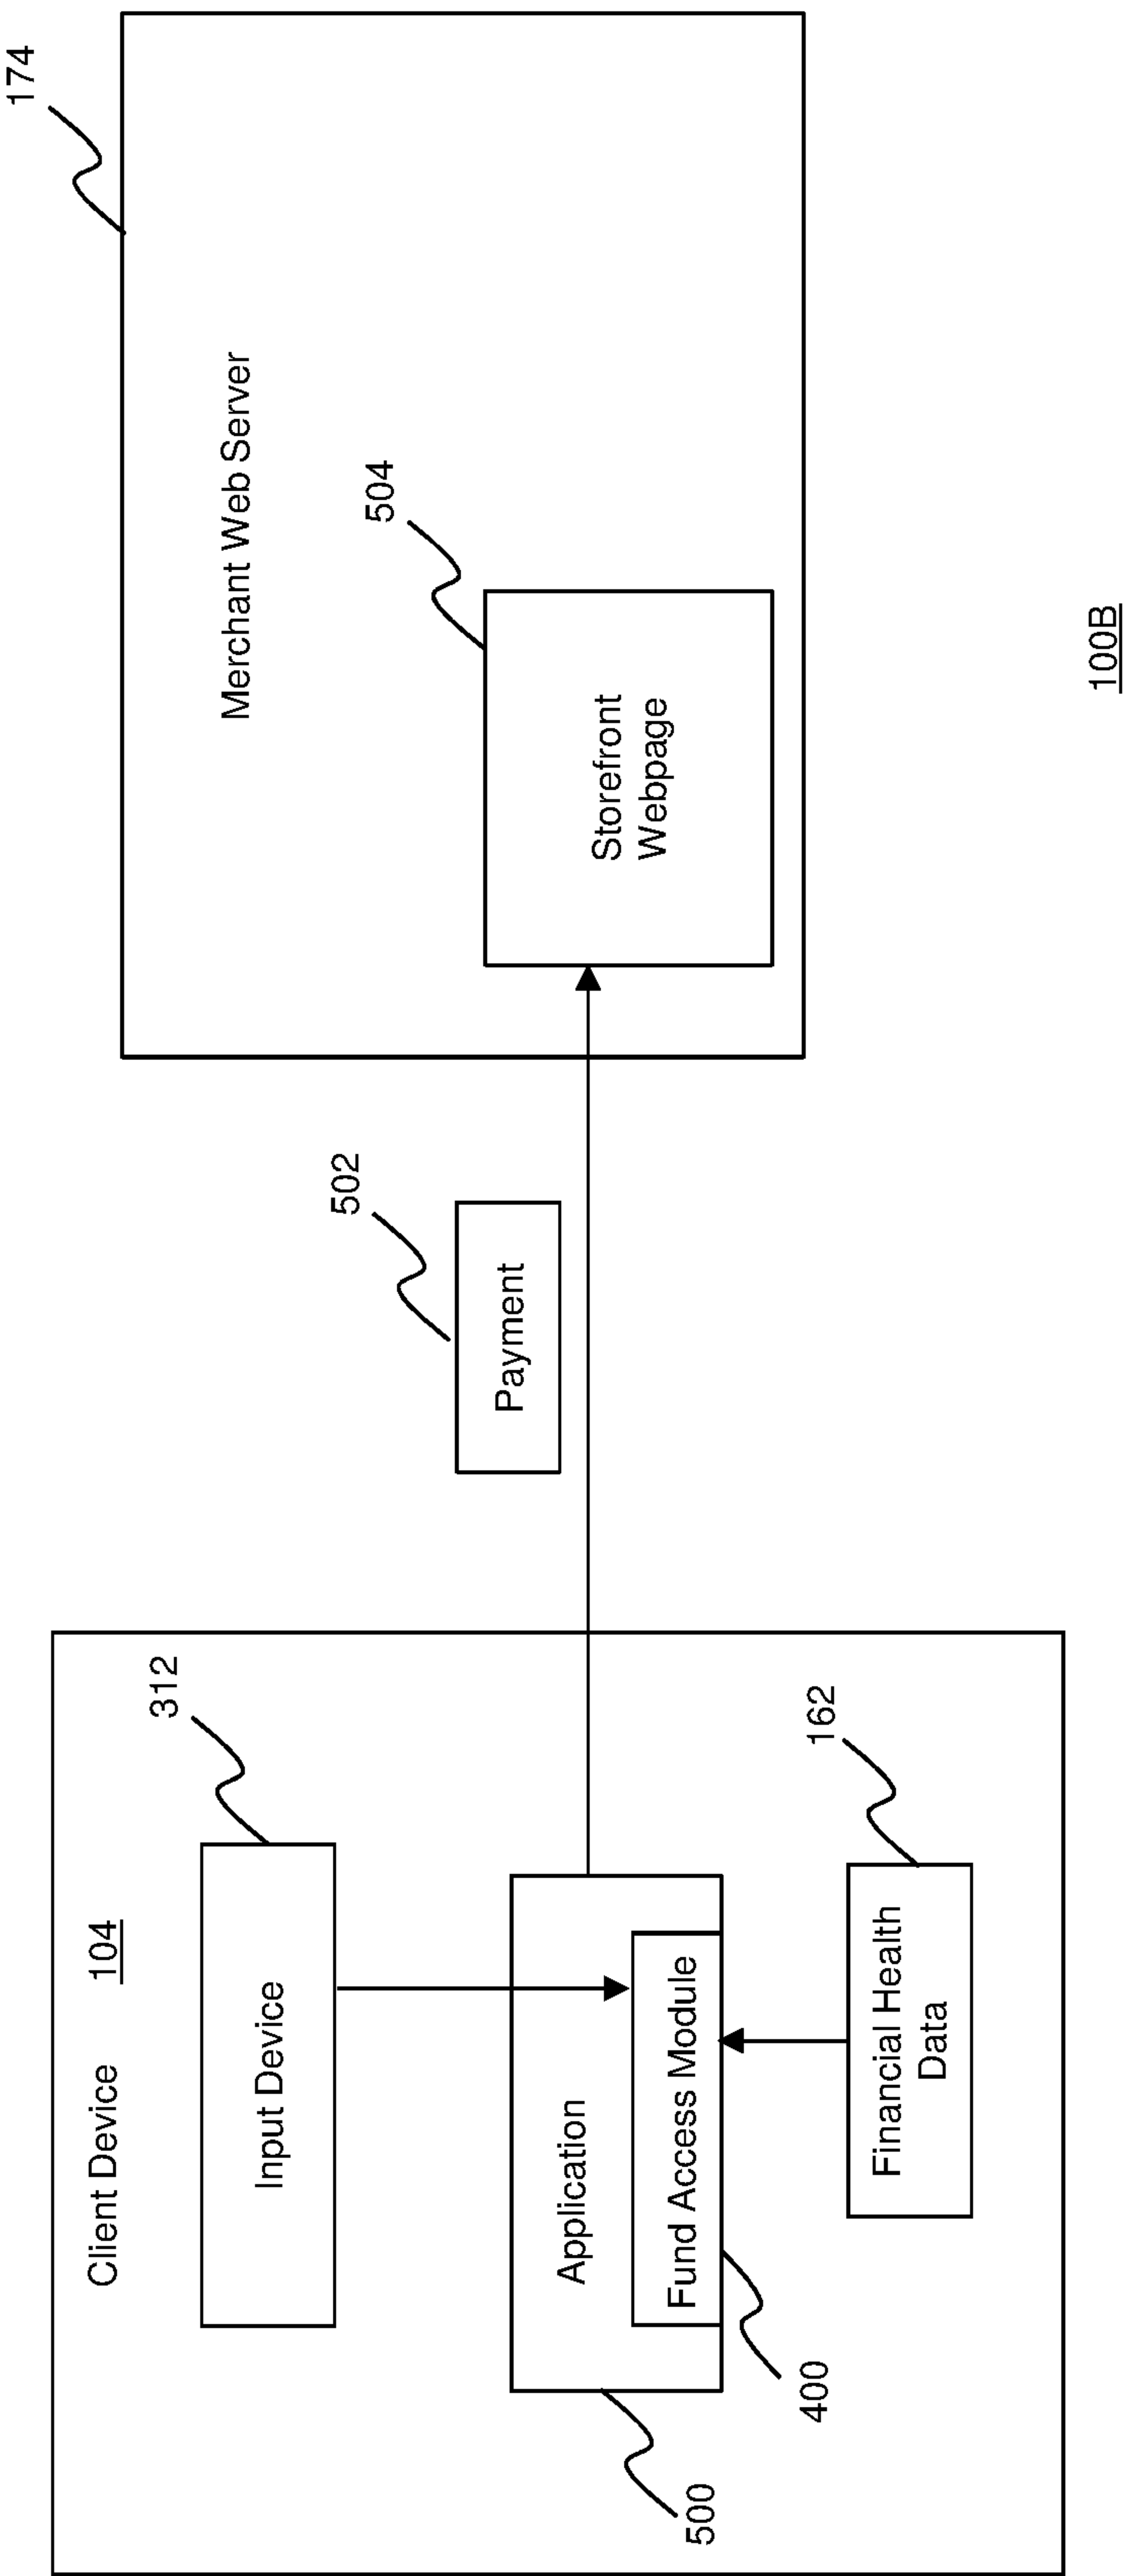 Client Device 104
312
Input Device
Application
Fund Access Module
500
400
162
Financial Health
Data
502
Payment
174
Merchant Web Server
504
Storefront
Webpage
100B